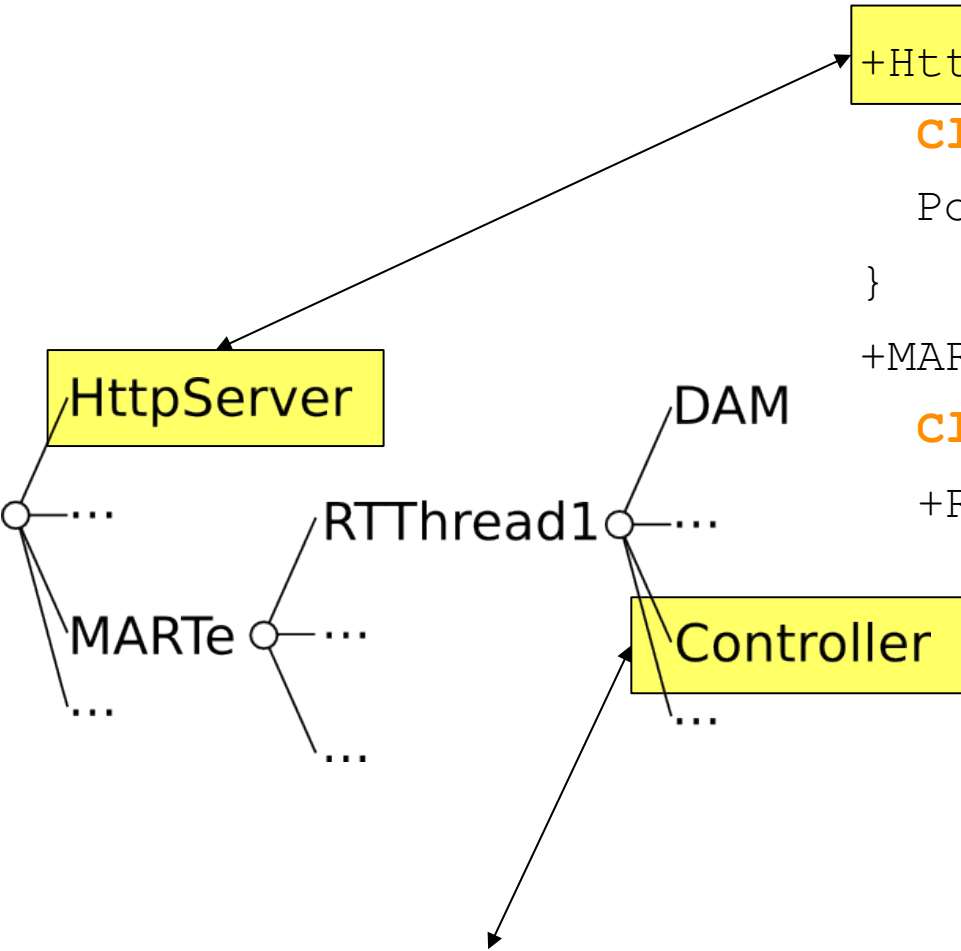 +Htt
Cl
Po
}
+MAR
Cl
+R
HttpServer
...
MARTe
...
RTThread1
...
...
DAM
...
Controller
...